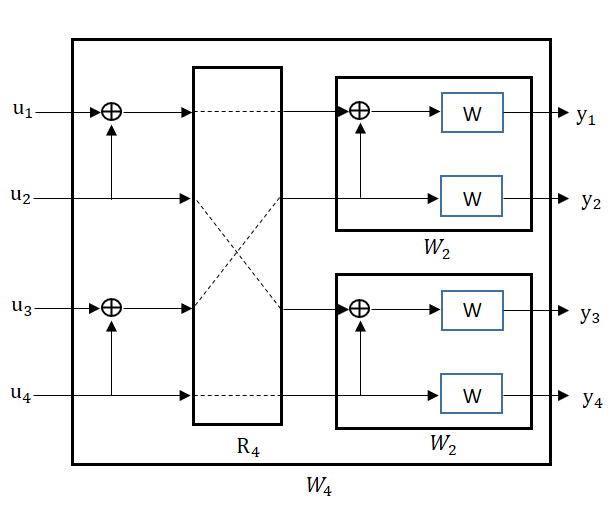 u₁ W y₁
u₂ W y₂
W₂
u₃ W y₃
u₄ W y₄
R₄ W₂
W₄